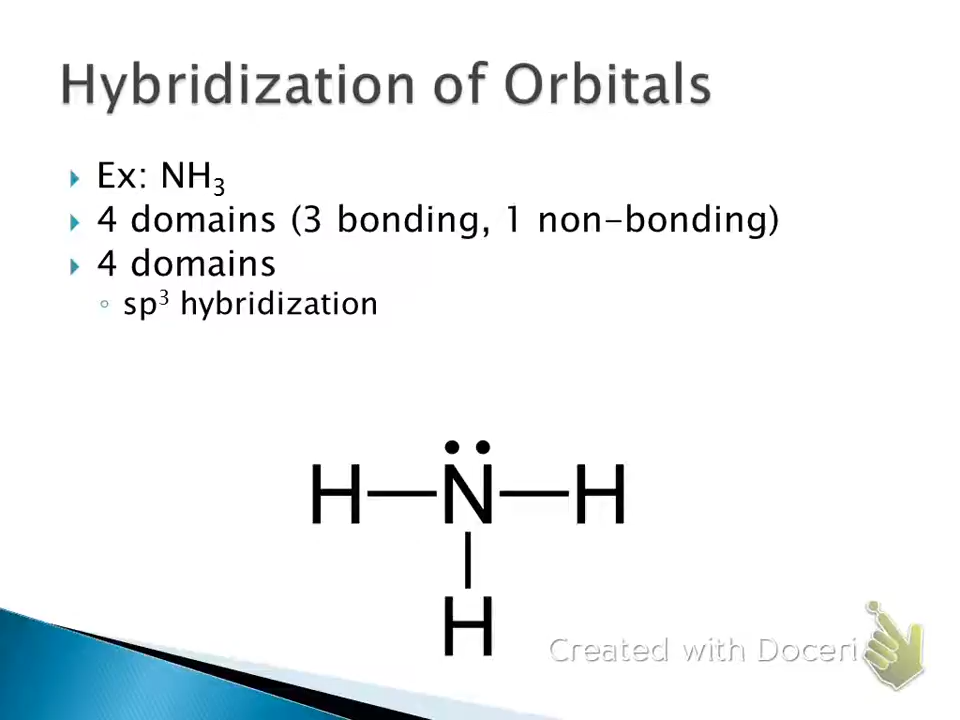 Hybridization of Orbitals
Ex: NH₃
4 domains (3 bonding, 1 non-bonding)
4 domains
sp³ hybridization
H—N̈—H
|
H
Created with Doceri